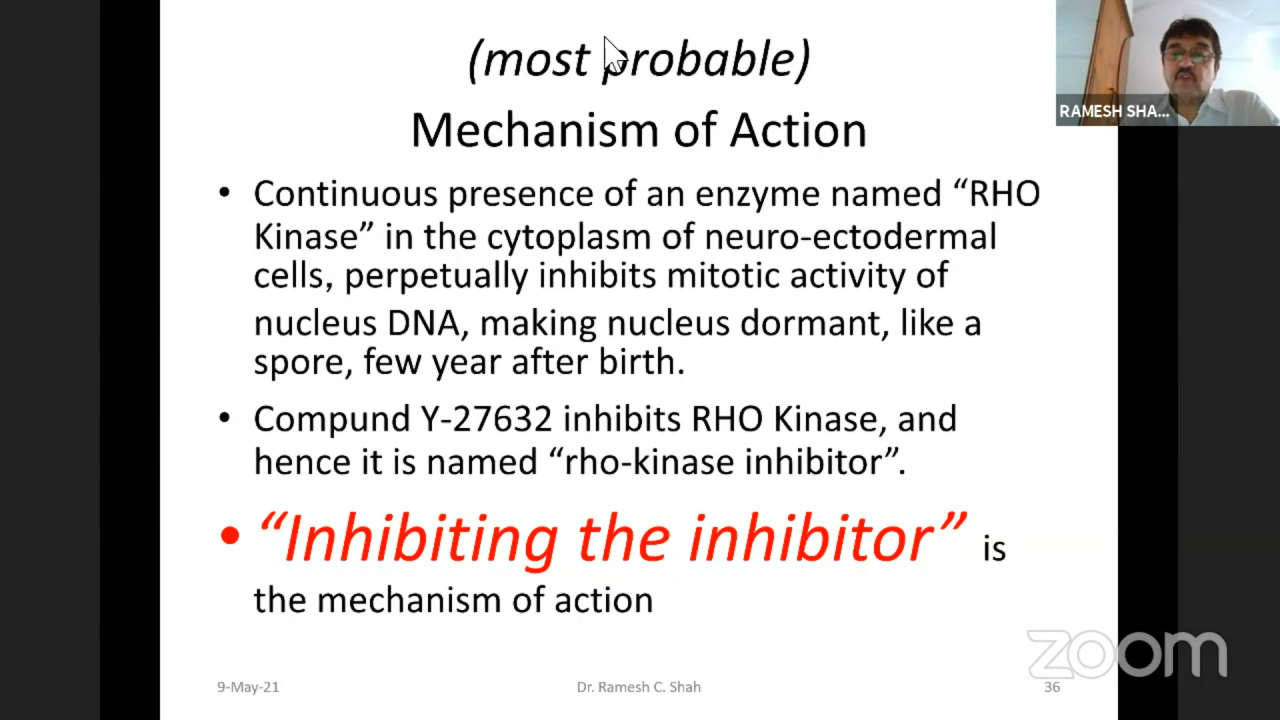 (most probable)
RAMESH SHA...
Mechanism of Action
• Continuous presence of an enzyme named “RHO
Kinase” in the cytoplasm of neuro-ectodermal
cells, perpetually inhibits mitotic activity of
nucleus DNA, making nucleus dormant, like a
spore, few year after birth.
• Compund Y-27632 inhibits RHO Kinase, and
hence it is named “rho-kinase inhibitor”.
• “Inhibiting the inhibitor” is
the mechanism of action
zoom
9-May-21 Dr. Ramesh C. Shah 36